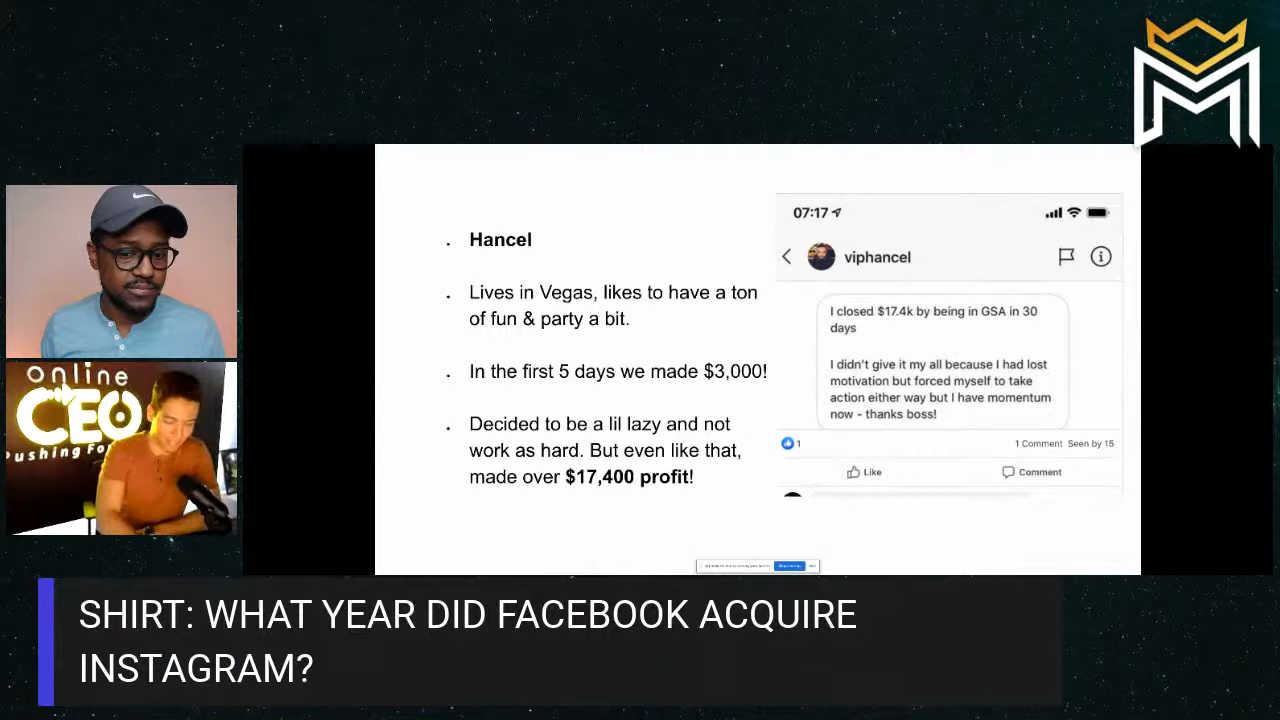 Hancel
Lives in Vegas, likes to have a ton
of fun & party a bit.
In the first 5 days we made $3,000!
Decided to be a lil lazy and not
work as hard. But even like that,
made over $17,400 profit!
07:17
viphancel
I closed $17.4k by being in GSA in 30
days
I didn't give it my all because I had lost
motivation but forced myself to take
action either way but I have momentum
now - thanks boss!
1
1 Comment Seen by 15
Like
Comment
online
CEO
Pushing Fo
SHIRT: WHAT YEAR DID FACEBOOK ACQUIRE
INSTAGRAM?